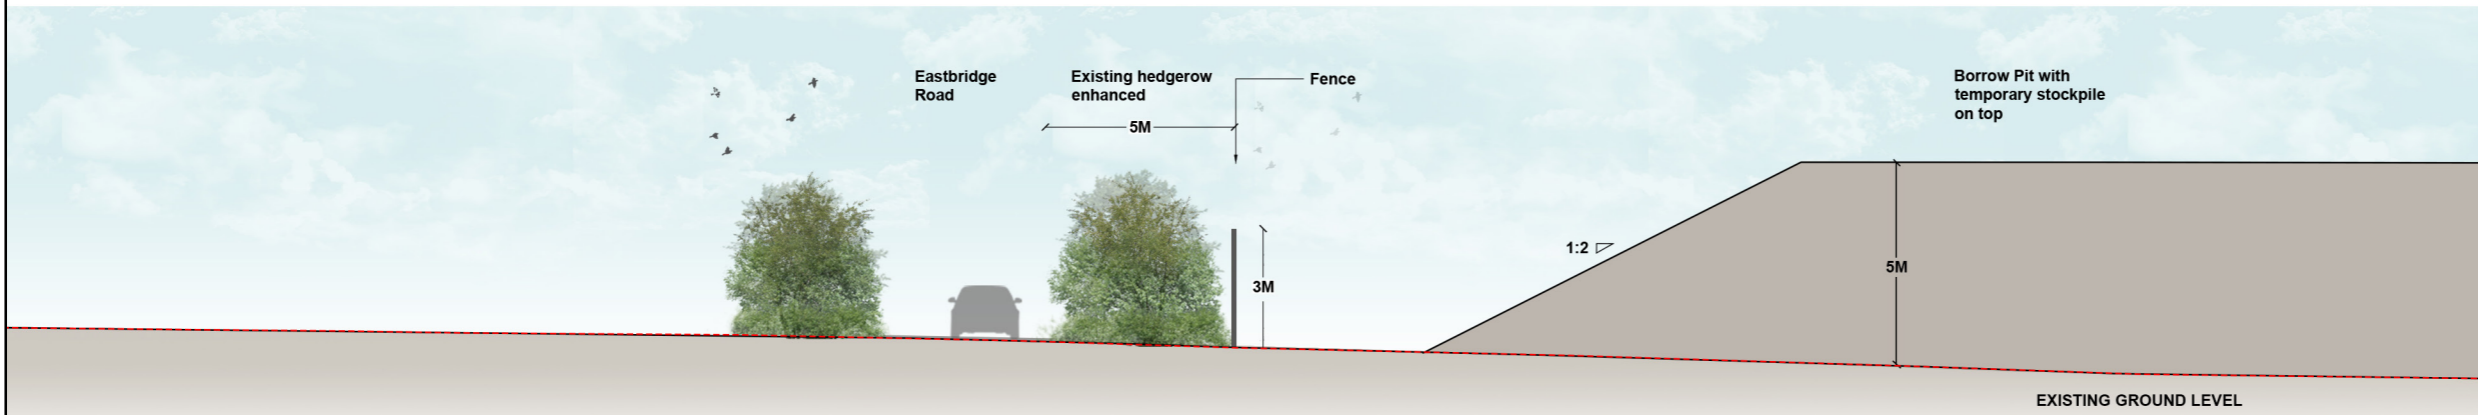 Eastbridge
Road
Existing hedgerow
enhanced
Fence
5M
Borrow Pit with
temporary stockpile
on top
1:2
3M
5M
EXISTING GROUND LEVEL